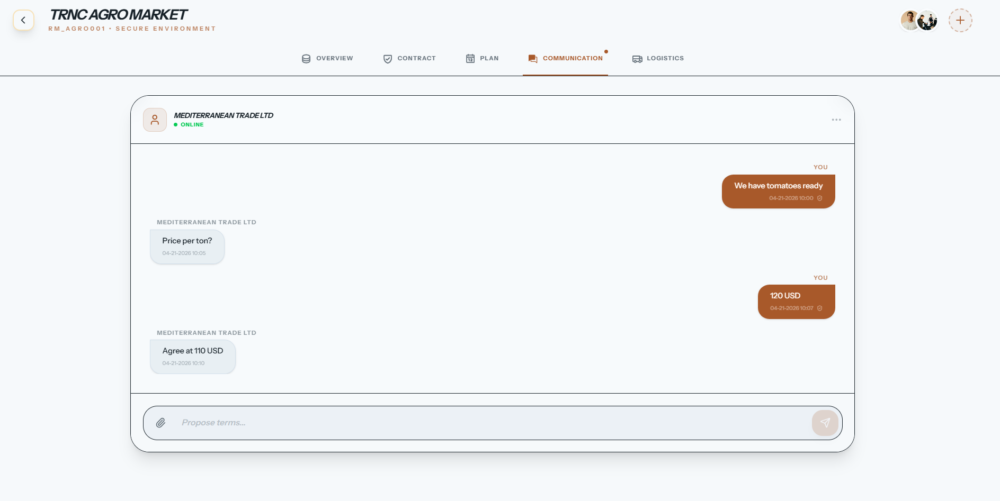 TRNC AGRO MARKET
RM_AGRO001 • SECURE ENVIRONMENT
OVERVIEW
CONTRACT
12
PLAN
COMMUNICATION
LOGISTICS
MEDITERRANEAN TRADE LTD
ONLINE
YOU
We have tomatoes ready
04-21-2026 10:00
MEDITERRANEAN TRADE LTD
Price per ton?
04-21-2026 10:05
YOU
120 USD
04-21-2026 10:07
MEDITERRANEAN TRADE LTD
Agree at 110 USD
04-21-2026 10:10
Propose terms...